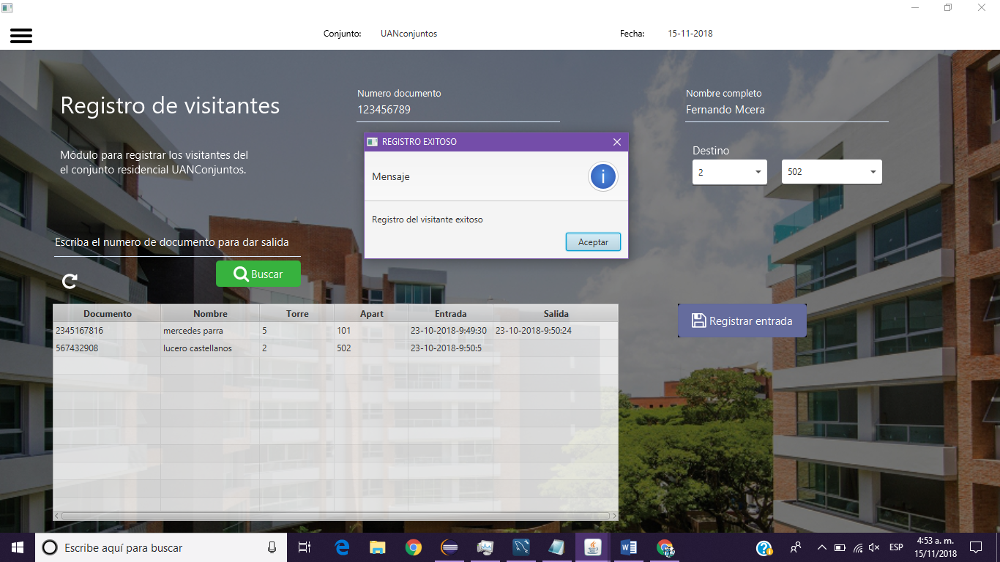 Conjunto: UANconjuntos Fecha: 15-11-2018
Registro de visitantes
Módulo para registrar los visitantes del
el conjunto residencial UANConjuntos.
Numero documento
123456789
Nombre completo
Fernando Mcera
Destino
2 502
REGISTRO EXITOSO
Mensaje
Registro del visitante exitoso
Aceptar
Escriba el numero de documento para dar salida
Buscar
Documento Nombre Torre Apart Entrada Salida
2345167816 mercedes parra 5 101 23-10-2018-9:49:30 23-10-2018-9:50:24
567432908 lucero castellanos 2 502 23-10-2018-9:50:5
Registrar entrada
Escribe aquí para buscar
ESP
4:53 a. m.
15/11/2018